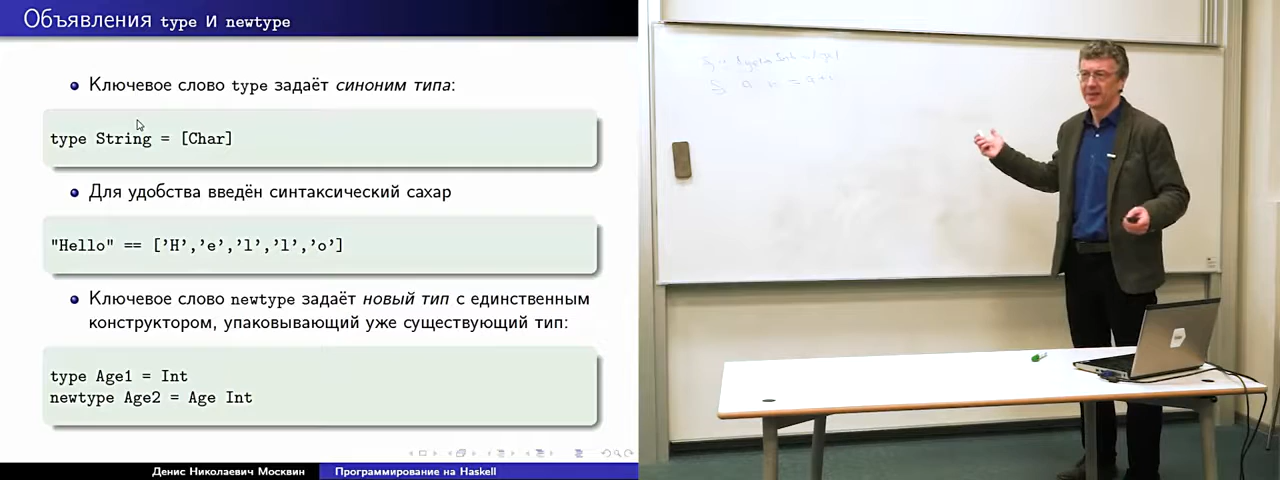 Объявления type и newtype
Ключевое слово type задаёт синоним типа:
type String = [Char]
Для удобства введён синтаксический сахар
"Hello" == ['H','e','l','l','o']
Ключевое слово newtype задаёт новый тип с единственным
конструктором, упаковывающий уже существующий тип:
type Age1 = Int
newtype Age2 = Age Int
Денис Николаевич Москвин Программирование на Haskell